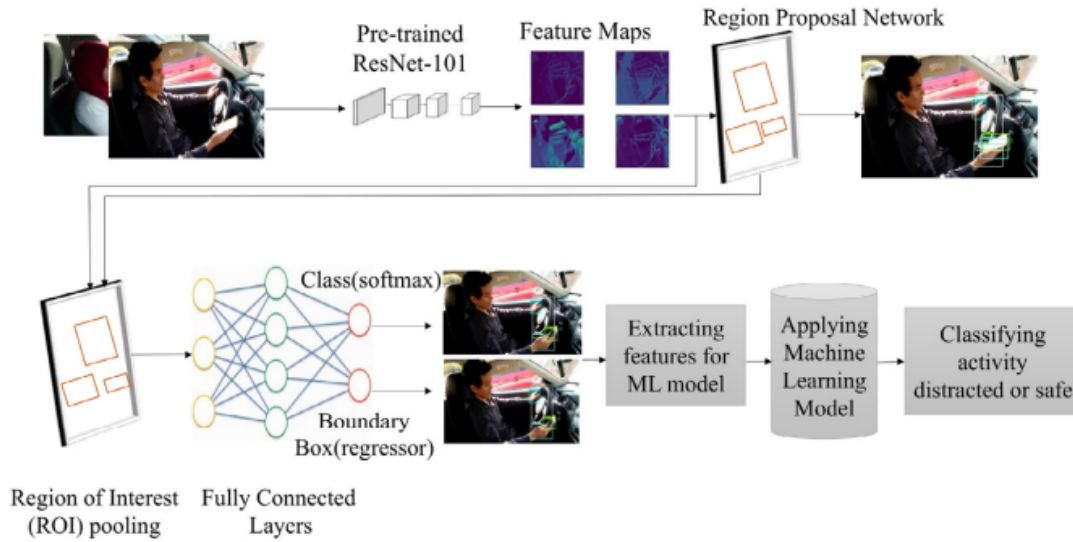 Pre-trained
ResNet-101
Feature Maps
Region Proposal Network
Class(softmax)
Boundary
Box(regressor)
Extracting
features for
ML model
Applying
Machine
Learning
Model
Classifying
activity
distracted or safe
Region of Interest
(ROI) pooling
Fully Connected
Layers